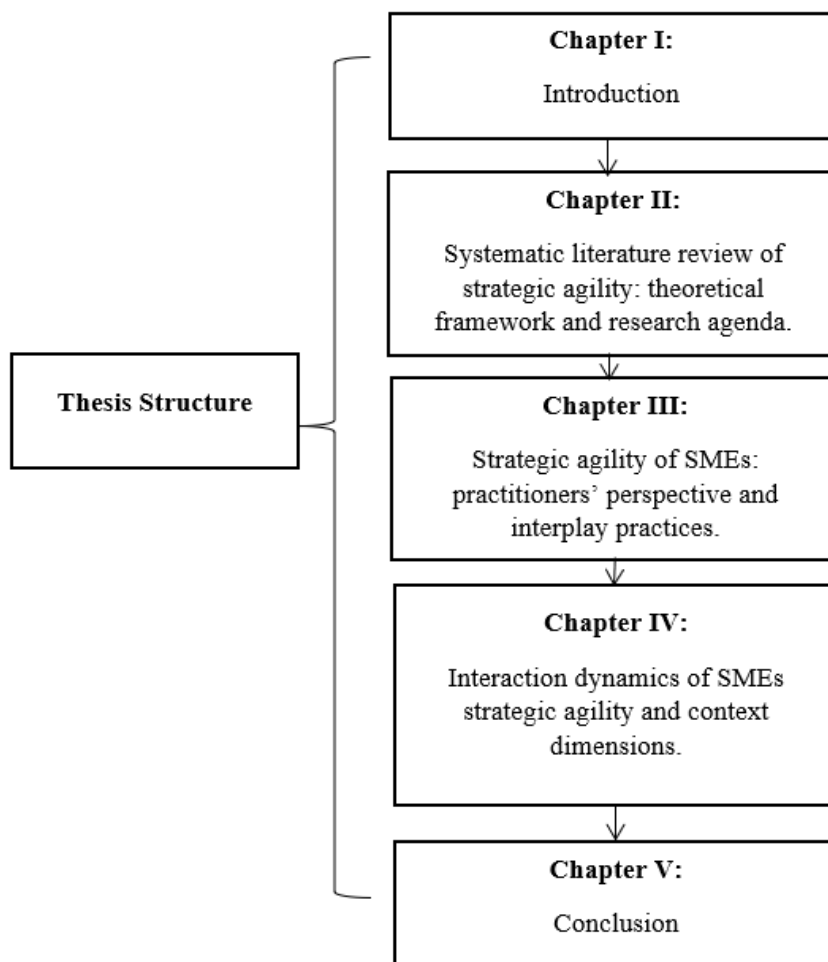 Thesis Structure
Chapter I:
Introduction
Chapter II:
Systematic literature review of
strategic agility: theoretical
framework and research agenda.
Chapter III:
Strategic agility of SMEs:
practitioners’ perspective and
interplay practices.
Chapter IV:
Interaction dynamics of SMEs
strategic agility and context
dimensions.
Chapter V:
Conclusion